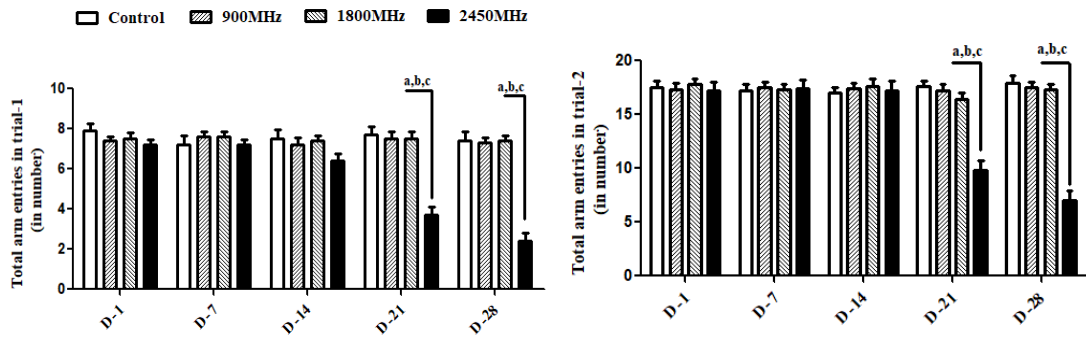 Control 900MHz 1800MHz 2450MHz
Total arm entries in trial-1
(in number)
10
8
6
4
2
0
a,b,c
a,b,c
D-1 D-7 D-14 D-21 D-28
Total arm entries in trial-2
(in number)
20
15
10
5
0
a,b,c
a,b,c
D-1 D-7 D-14 D-21 D-28